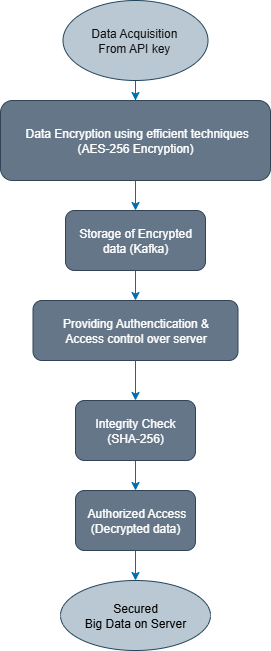 Data Acquisition
From API key
Data Encryption using efficient techniques
(AES-256 Encryption)
Storage of Encrypted
data (Kafka)
Providing Authenctication &
Access control over server
Integrity Check
(SHA-256)
Authorized Access
(Decrypted data)
Secured
Big Data on Server